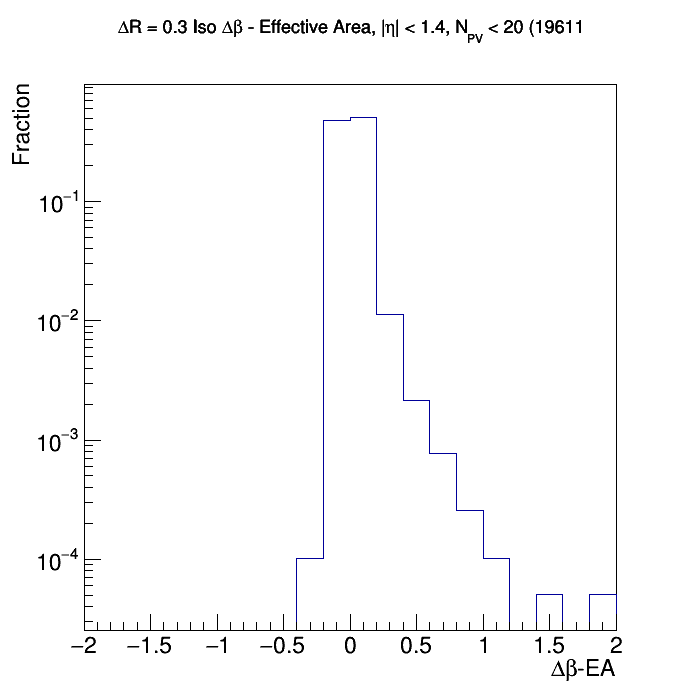 ΔR = 0.3 Iso Δβ - Effective Area, |η| < 1.4, N_PV < 20 (19611
Fraction
10⁻¹
10⁻²
10⁻³
10⁻⁴
−2 −1.5 −1 −0.5 0 0.5 1 1.5 2
Δβ-EA